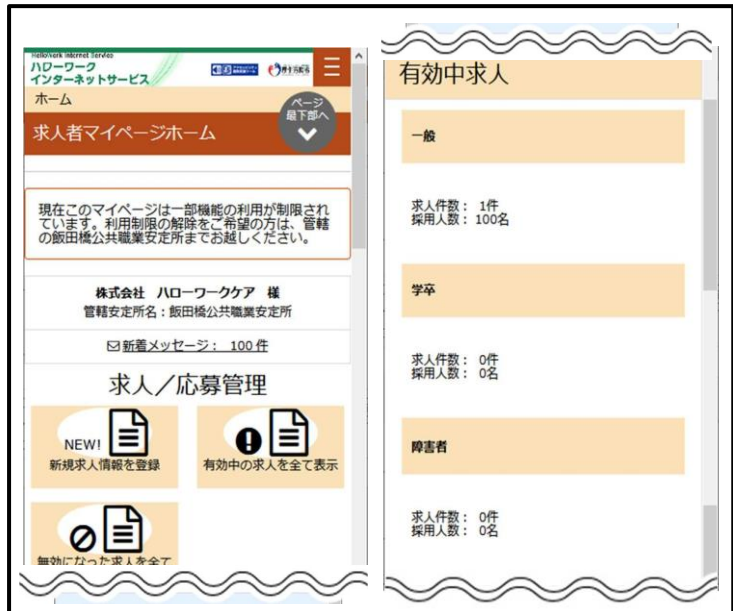 HelloWork Internet Service
ハローワーク
インターネットサービス
ホーム
ページ
最下部へ
求人者マイページホーム
現在このマイページは一部機能の利用が制限され
ています。利用制限の解除をご希望の方は、管轄
の飯田橋公共職業安定所までお越しください。
株式会社 ハローワークケア 様
管轄安定所名：飯田橋公共職業安定所
新着メッセージ： 100 件
求人／応募管理
NEW!
新規求人情報を登録
有効中の求人を全て表示
無効になった求人を全て
有効中求人
一般
求人件数： 1件
採用人数： 100名
学卒
求人件数： 0件
採用人数： 0名
障害者
求人件数： 0件
採用人数： 0名